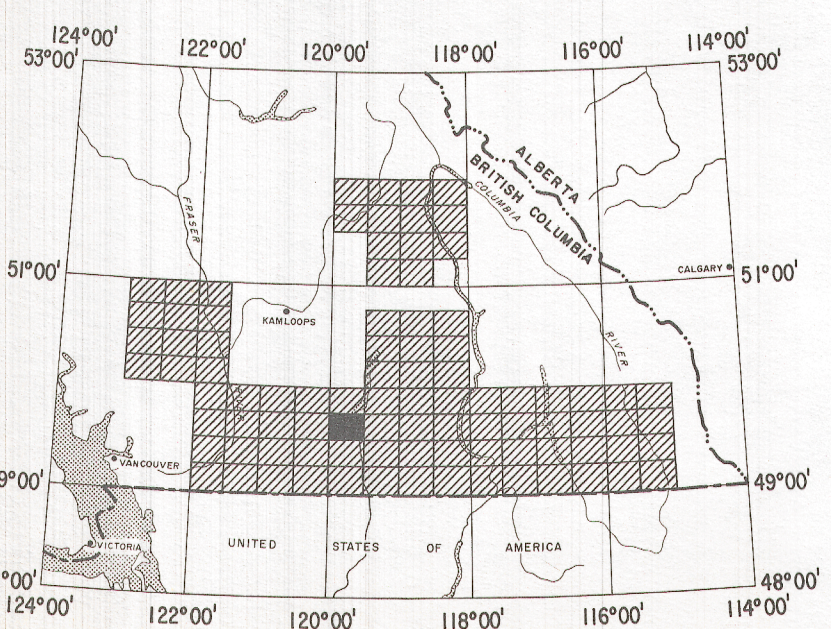 124°00' 122°00' 120°00' 118°00' 116°00' 114°00'
53°00' 53°00'
ALBERTA
BRITISH COLUMBIA
COLUMBIA
FRASER
51°00' CALGARY 51°00'
KAMLOOPS
RIVER
RIVER
VANCOUVER
9°00' 49°00'
VICTORIA UNITED STATES OF AMERICA
°00' 48°00'
124°00' 122°00' 120°00' 118°00' 116°00' 114°00'